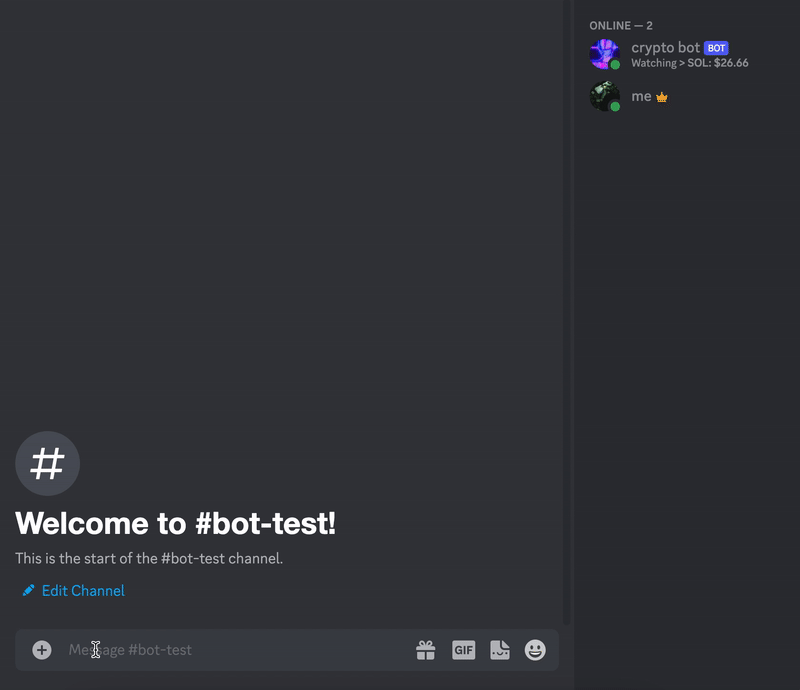 ONLINE — 2
crypto bot BOT
Watching > SOL: $26.66
me
Welcome to #bot-test!
This is the start of the #bot-test channel.
Edit Channel
Message #bot-test
GIF